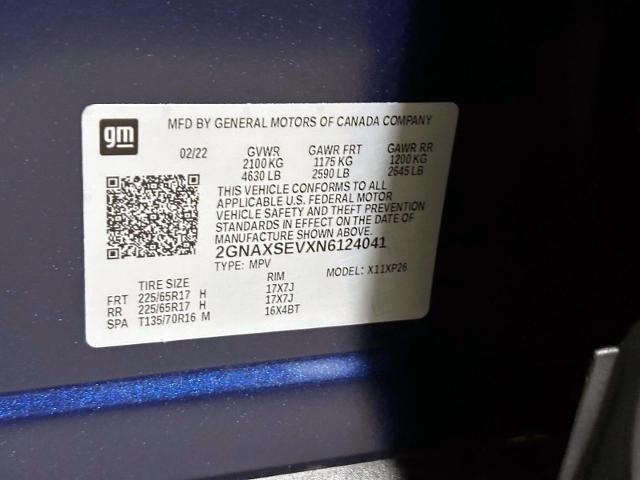 gm
MFD BY GENERAL MOTORS OF CANADA COMPANY
02/22 GVWR GAWR FRT GAWR RR
2100 KG 1175 KG 1200 KG
4630 LB 2590 LB 2645 LB
THIS VEHICLE CONFORMS TO ALL
APPLICABLE U.S. FEDERAL MOTOR
VEHICLE SAFETY AND THEFT PREVENTION
STANDARDS IN EFFECT ON THE DATE OF
MANUFACTURE SHOWN ABOVE.
2GNAXSEVXN6124041
TYPE: MPV MODEL: X11XP26
TIRE SIZE RIM
FRT 225/65R17 H 17X7J
RR 225/65R17 H 17X7J
SPA T135/70R16 M 16X4BT